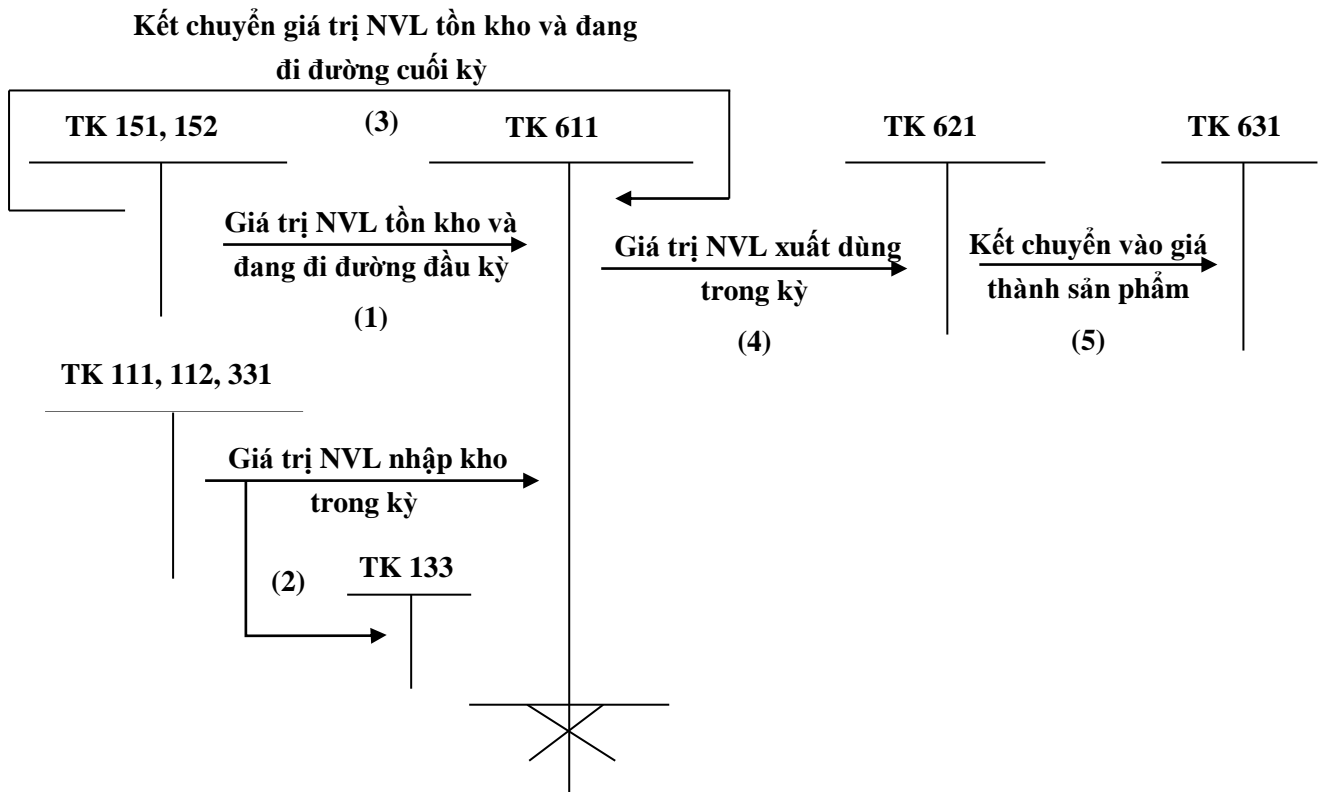 Kết chuyển giá trị NVL tồn kho và đang
đi đường cuối kỳ
TK 151, 152
(3)
TK 611
TK 621
TK 631
Giá trị NVL tồn kho và
đang đi đường đầu kỳ
(1)
Giá trị NVL xuất dùng
trong kỳ
(4)
Kết chuyển vào giá
thành sản phẩm
(5)
TK 111, 112, 331
Giá trị NVL nhập kho
trong kỳ
(2)
TK 133